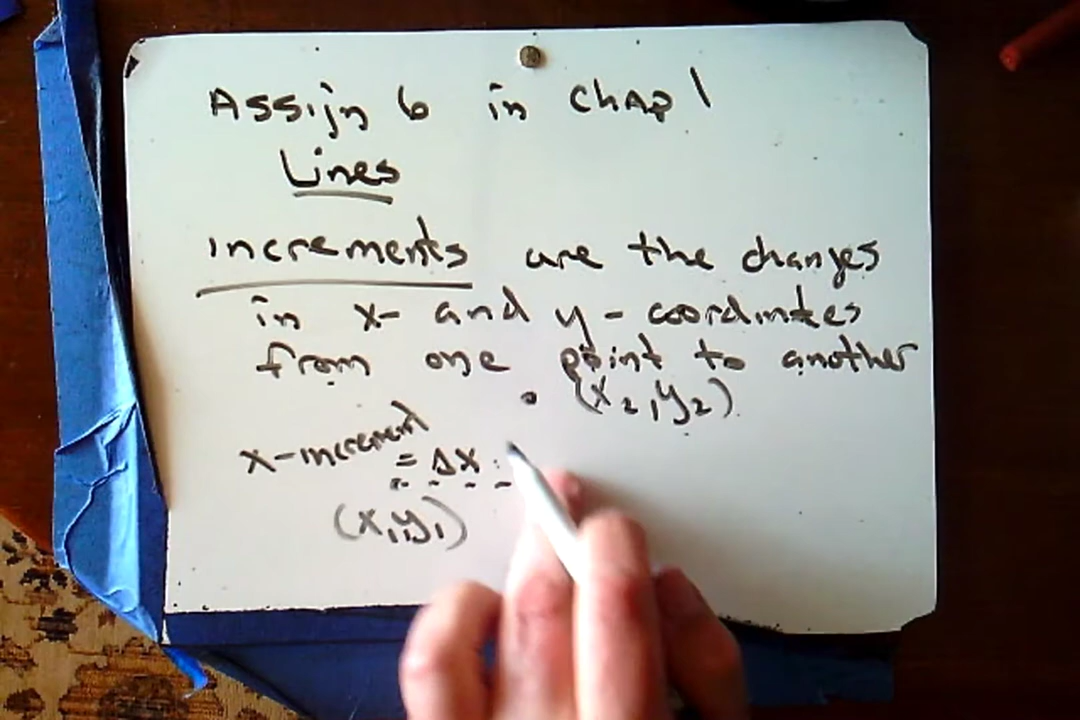 Assign 6 in Chap 1
Lines
increments are the changes
in x- and y-coordinates
from one point to another
(x₂, y₂)
x-increment
= Δx
(x₁, y₁)